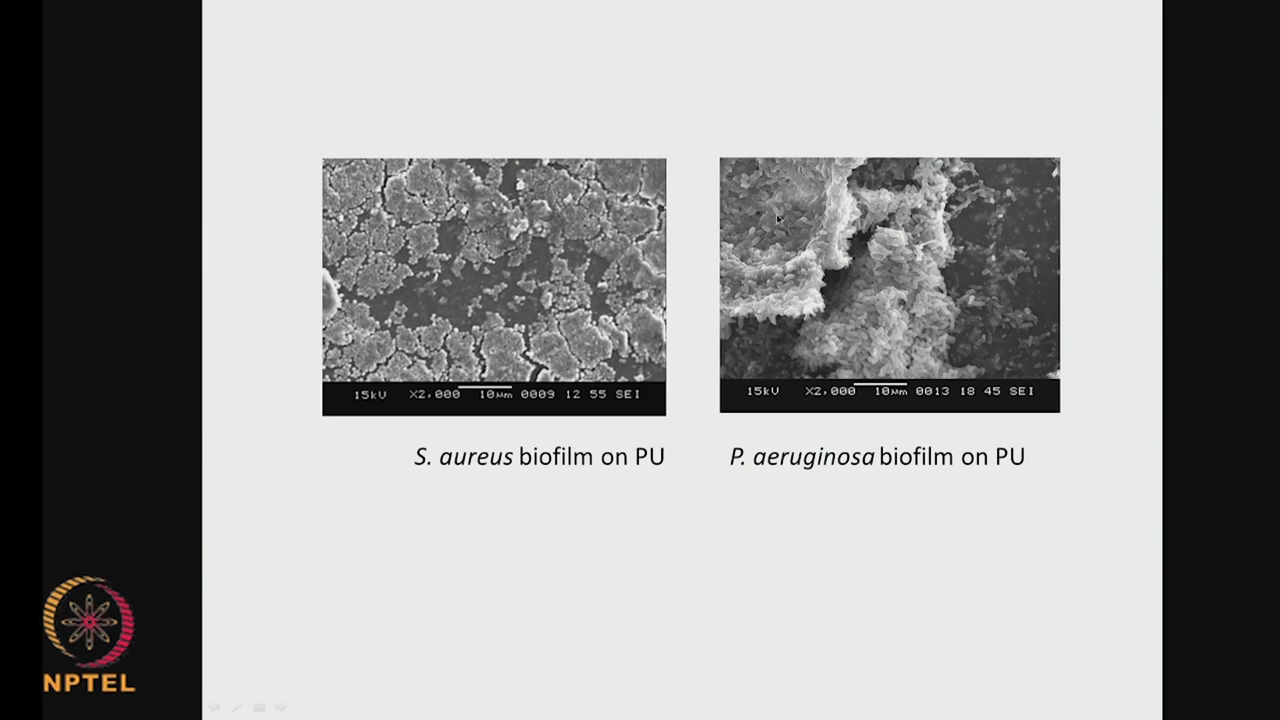 15kV X2,000 10µm 0009 12 55 SEI
15kV X2,000 10µm 0013 18 45 SEI
S. aureus biofilm on PU
P. aeruginosa biofilm on PU
NPTEL